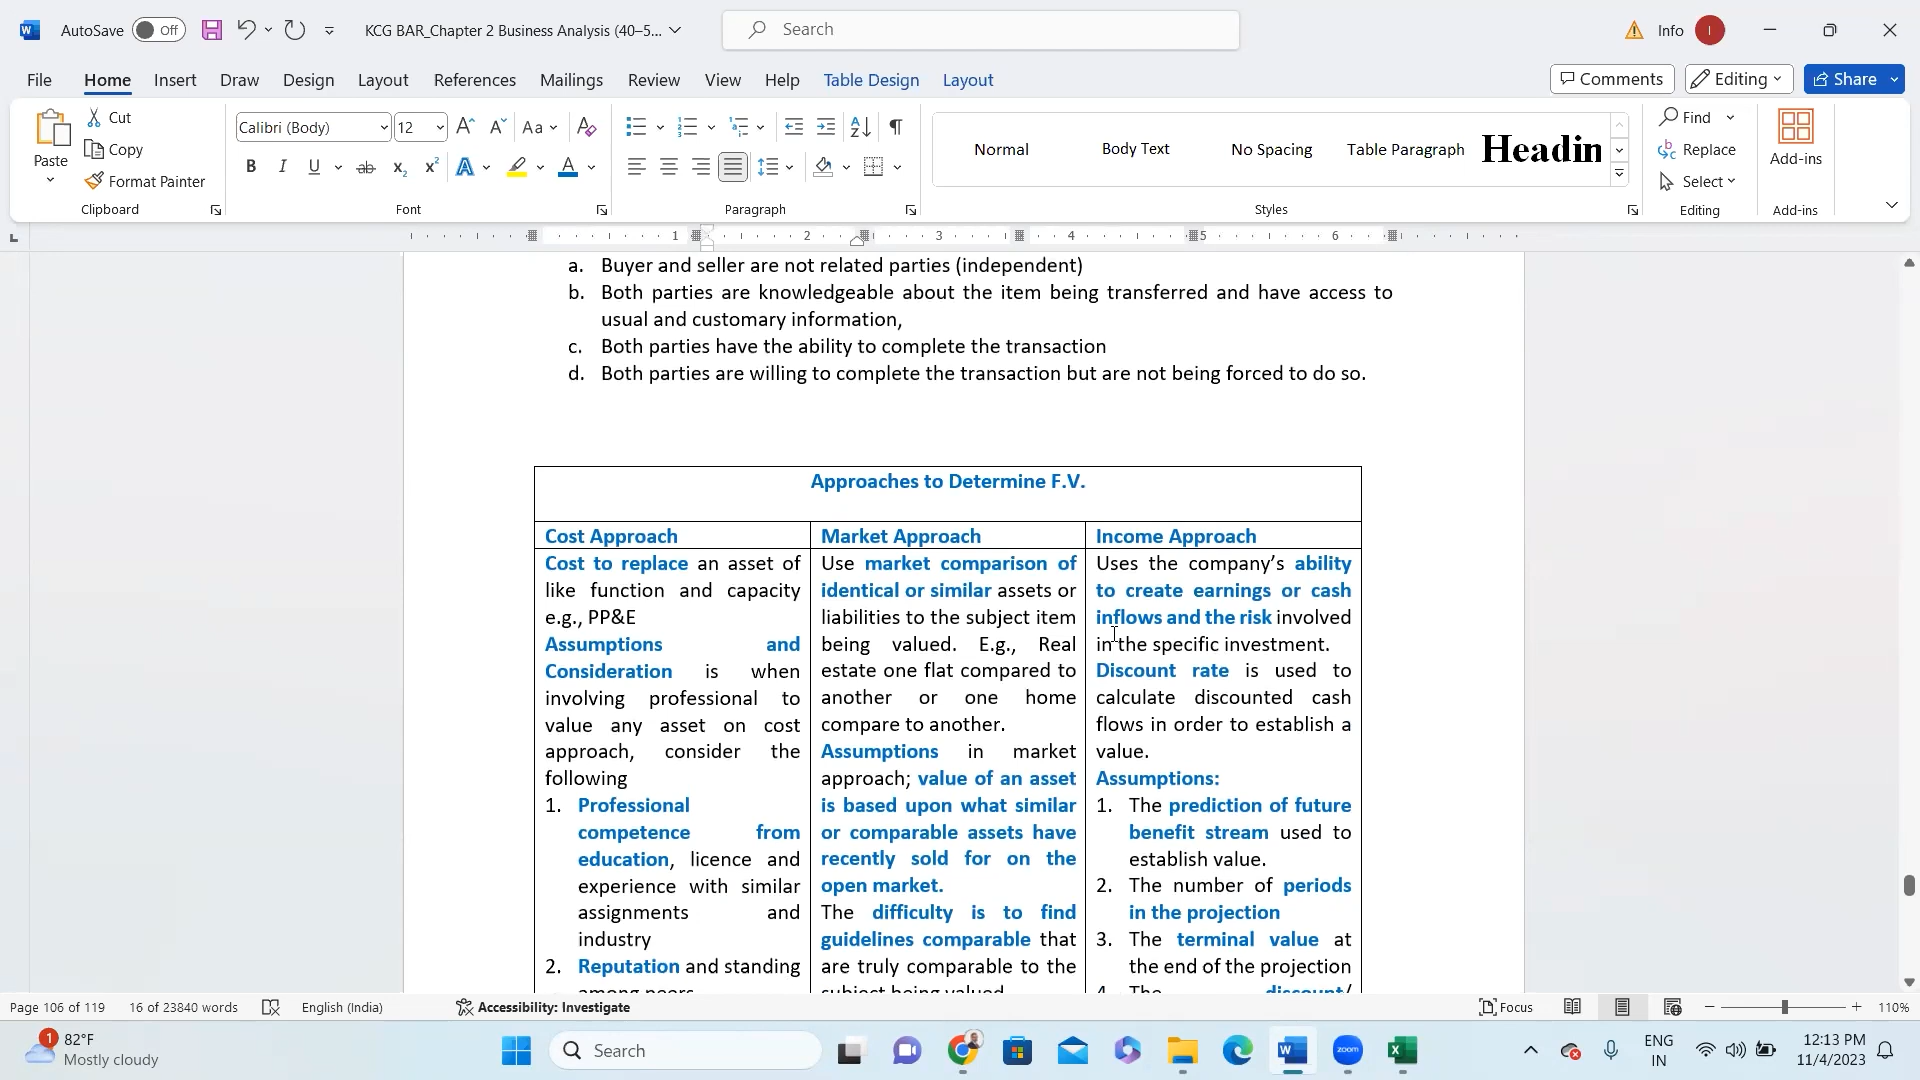 AutoSave Off KCG BAR_Chapter 2 Business Analysis (40–5... Search Info I
File Home Insert Draw Design Layout References Mailings Review View Help Table Design Layout Comments Editing Share
Paste Cut Copy Format Painter Clipboard
Calibri (Body) 12 Font
Paragraph
Normal Body Text No Spacing Table Paragraph Headin Styles
Find Replace Select Editing
Add-ins Add-ins
1 2 3 4 5 6
a. Buyer and seller are not related parties (independent)
b. Both parties are knowledgeable about the item being transferred and have access to
usual and customary information,
c. Both parties have the ability to complete the transaction
d. Both parties are willing to complete the transaction but are not being forced to do so.
Approaches to Determine F.V.
Cost Approach
Cost to replace an asset of
like function and capacity
e.g., PP&E
Assumptions and
Consideration is when
involving professional to
value any asset on cost
approach, consider the
following
1. Professional
competence from
education, licence and
experience with similar
assignments and
industry
2. Reputation and standing
among peers
Market Approach
Use market comparison of
identical or similar assets or
liabilities to the subject item
being valued. E.g., Real
estate one flat compared to
another or one home
compare to another.
Assumptions in market
approach; value of an asset
is based upon what similar
or comparable assets have
recently sold for on the
open market.
The difficulty is to find
guidelines comparable that
are truly comparable to the
subject being valued
Income Approach
Uses the company's ability
to create earnings or cash
inflows and the risk involved
in the specific investment.
Discount rate is used to
calculate discounted cash
flows in order to establish a
value.
Assumptions:
1. The prediction of future
benefit stream used to
establish value.
2. The number of periods
in the projection
3. The terminal value at
the end of the projection
4. The discount/
Page 106 of 119 16 of 23840 words English (India) Accessibility: Investigate Focus 110%
1 82°F
Mostly cloudy
Search
zoom
ENG
IN
12:13 PM
11/4/2023